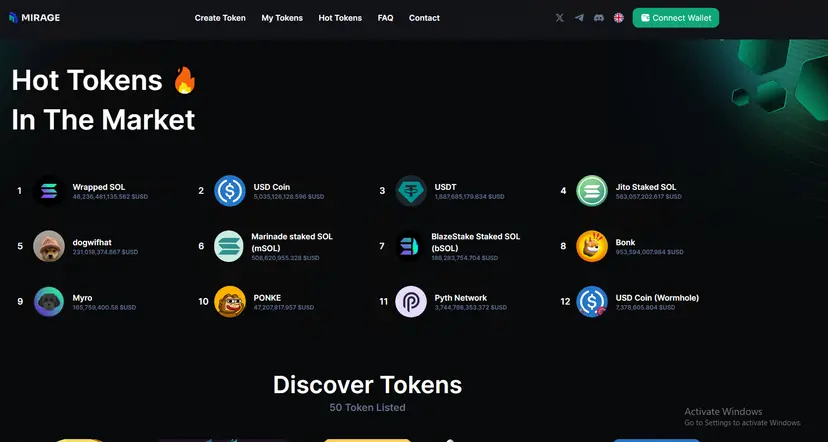 MIRAGE
Create Token
My Tokens
Hot Tokens
FAQ
Contact
Connect Wallet
Hot Tokens 🔥
In The Market
1
Wrapped SOL
46,236,461,135.562 $USD
2
USD Coin
5,035,126,128.596 $USD
3
USDT
1,887,685,179.634 $USD
4
Jito Staked SOL
563,057,202.617 $USD
5
dogwifhat
231,018,374.667 $USD
6
Marinade staked SOL
(mSOL)
508,620,955.328 $USD
7
BlazeStake Staked SOL
(bSOL)
186,283,754.704 $USD
8
Bonk
953,594,007.984 $USD
9
Myro
165,759,400.58 $USD
10
PONKE
47,207,817.957 $USD
11
Pyth Network
3,744,786,353.372 $USD
12
USD Coin (Wormhole)
7,378,605.804 $USD
Discover Tokens
50 Token Listed
Activate Windows
Go to Settings to activate Windows.